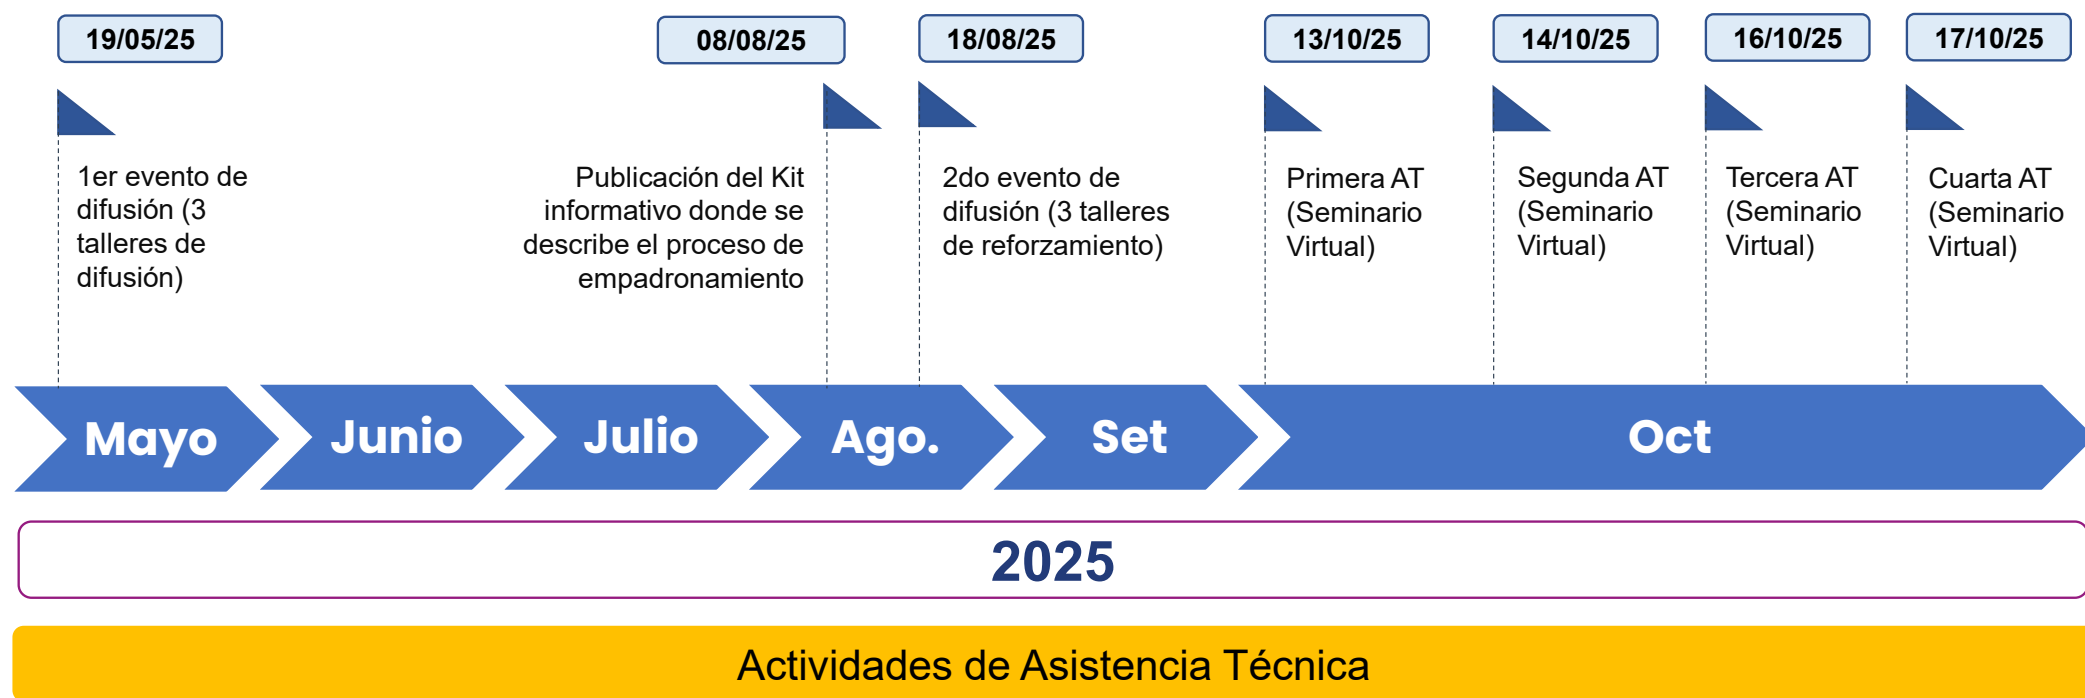 19/05/25
08/08/25
18/08/25
13/10/25
14/10/25
16/10/25
17/10/25
1er evento de
difusión (3
talleres de
difusión)
Publicación del Kit
informativo donde se
describe el proceso de
empadronamiento
2do evento de
difusión (3 talleres
de reforzamiento)
Primera AT
(Seminario
Virtual)
Segunda AT
(Seminario
Virtual)
Tercera AT
(Seminario
Virtual)
Cuarta AT
(Seminario
Virtual)
Mayo
Junio
Julio
Ago.
Set
Oct
2025
Actividades de Asistencia Técnica